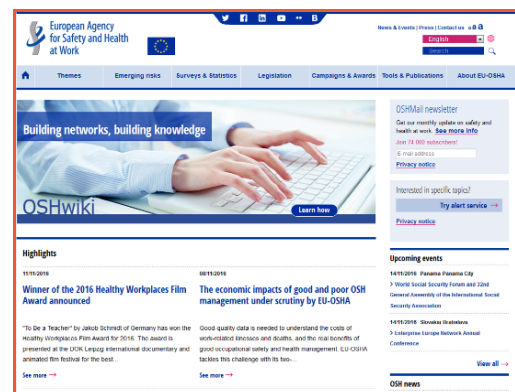 European Agency
for Safety and Health
at Work
News & Events | Press | Contact us a a a
English
Search
Themes
Emerging risks
Surveys & Statistics
Legislation
Campaigns & Awards
Tools & Publications
About EU-OSHA
Building networks, building knowledge
OSHwiki
Learn how
OSHMail newsletter
Get our monthly update on safety and
health at work. See more info
Join 74 000 subscribers!
E-mail address
Privacy notice
Interested in specific topics?
Try alert service →
Privacy notice
Highlights
11/11/2016
Winner of the 2016 Healthy Workplaces Film
Award announced
"To Be a Teacher" by Jakob Schmidt of Germany has won the
Healthy Workplaces Film Award for 2016. The award is
presented at the DOK Leipzig international documentary and
animated film festival for the best...
See more →
08/11/2016
The economic impacts of good and poor OSH
management under scrutiny by EU-OSHA
Good quality data is needed to understand the costs of
work-related illnesses and deaths, and the real benefits of
good occupational safety and health management. EU-OSHA
tackles this challenge with its two-...
See more →
Upcoming events
14/11/2016 Panama Panama City
> World Social Security Forum and 32nd
General Assembly of the International Social
Security Association
14/11/2016 Slovakia Bratislava
> Enterprise Europe Network Annual
Conference
View all →
OSH news